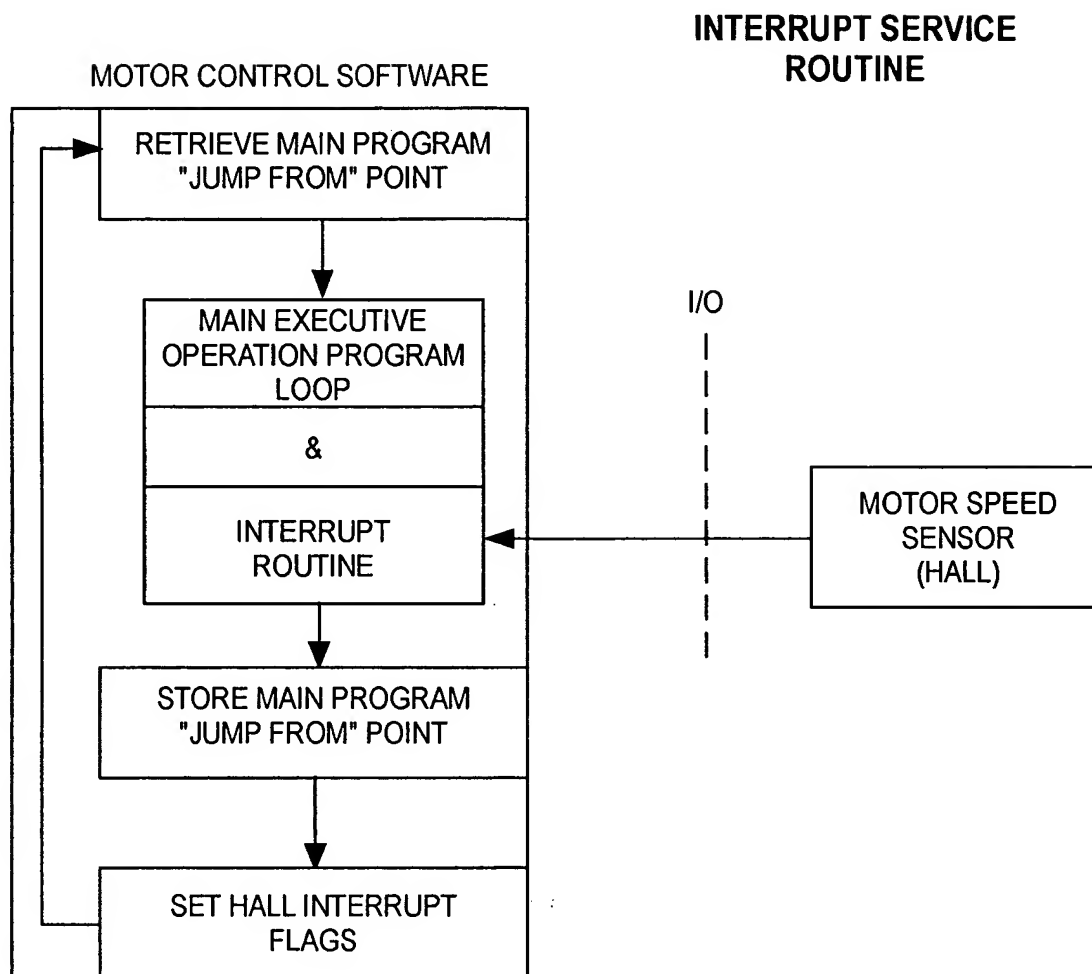 INTERRUPT SERVICE
ROUTINE
MOTOR CONTROL SOFTWARE
RETRIEVE MAIN PROGRAM
"JUMP FROM" POINT
MAIN EXECUTIVE
OPERATION PROGRAM
LOOP
&
INTERRUPT
ROUTINE
I/O
MOTOR SPEED
SENSOR
(HALL)
STORE MAIN PROGRAM
"JUMP FROM" POINT
SET HALL INTERRUPT
FLAGS